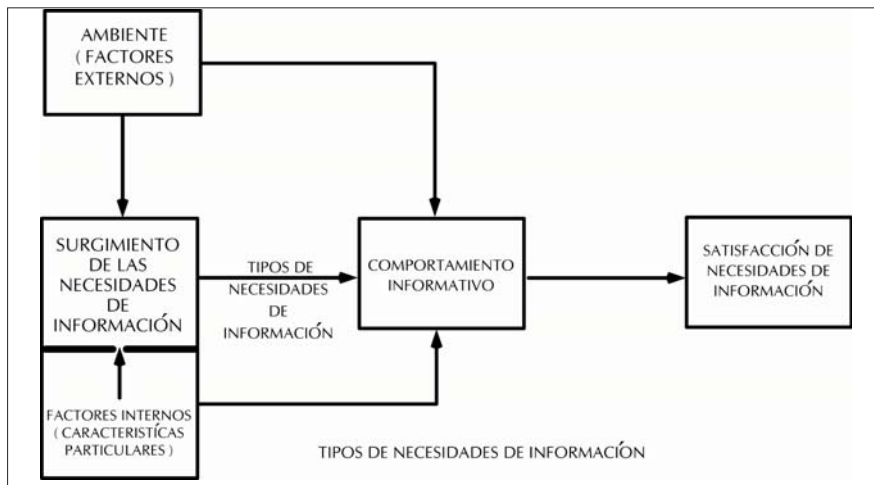 AMBIENTE
( FACTORES
EXTERNOS )
SURGIMIENTO
DE LAS
NECESIDADES
DE
INFORMACIÓN
TIPOS DE
NECESIDADES
DE
INFORMACIÓN
COMPORTAMIENTO
INFORMATIVO
SATISFACCIÓN DE
NECESIDADES DE
INFORMACIÓN
FACTORES INTERNOS
( CARACTERISTÍCAS
PARTICULARES )
TIPOS DE NECESIDADES DE INFORMACIÓN